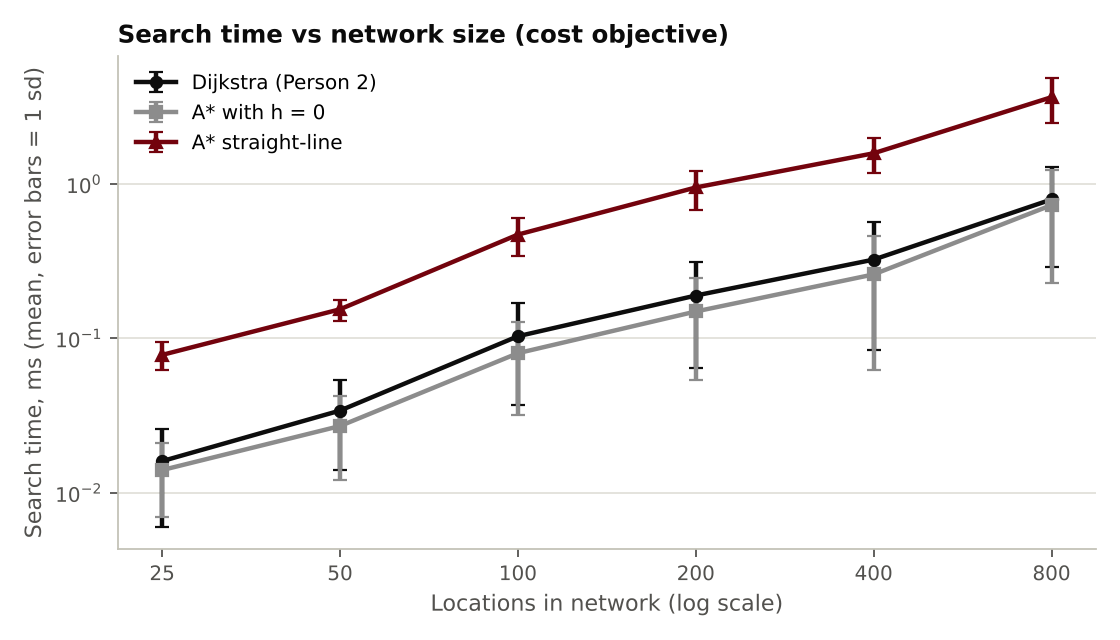 Search time vs network size (cost objective)
Dijkstra (Person 2)
A* with h = 0
A* straight-line
Search time, ms (mean, error bars = 1 sd)
10⁰
10⁻¹
10⁻²
25 50 100 200 400 800
Locations in network (log scale)